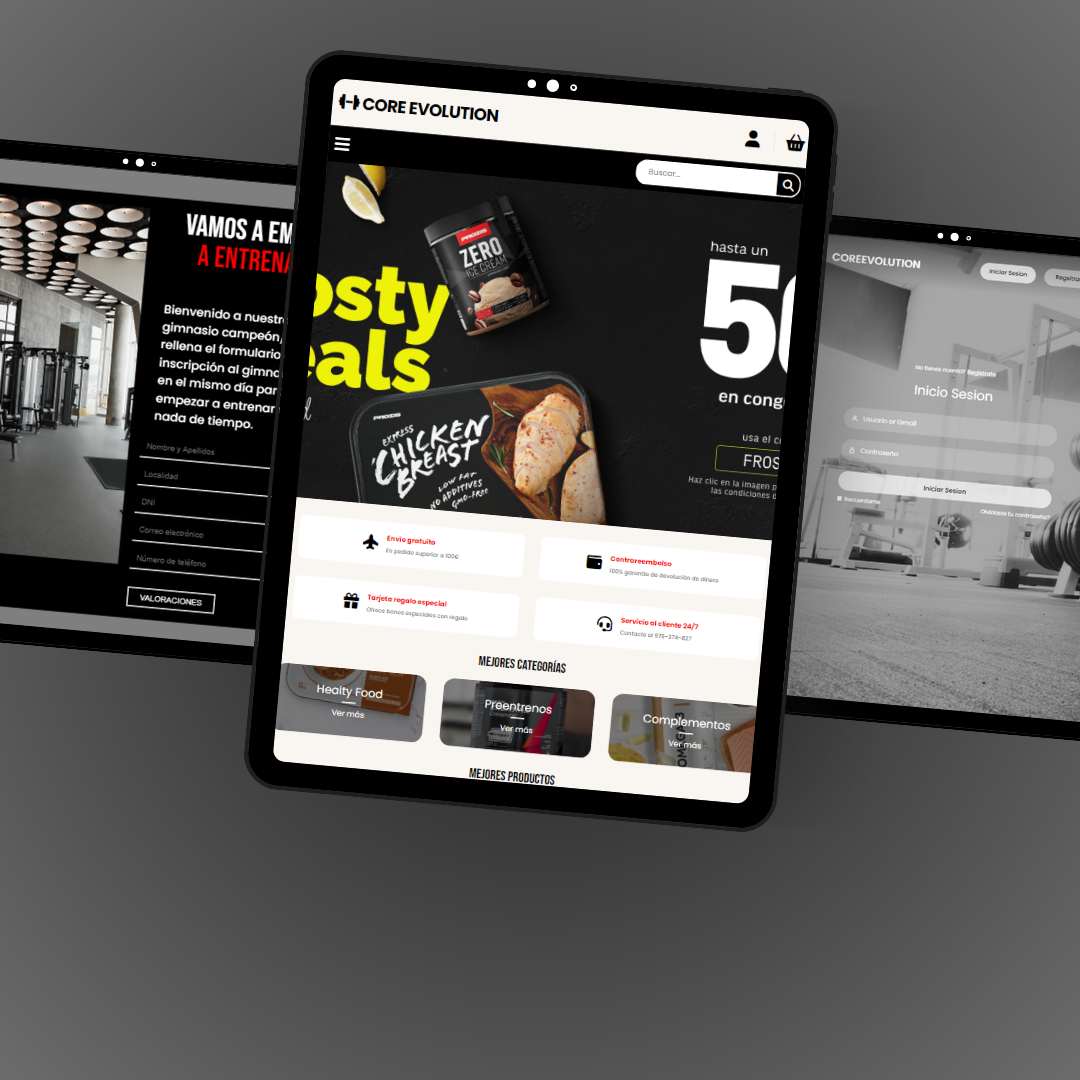 VAMOS A EM
A ENTRENA
Bienvenido a nuestr
gimnasio campeón,
rellena el formulario
inscripción al gimna
en el mismo día par
empezar a entrenar
nada de tiempo.
Nombre y Apellidos
Localidad
DNI
Correo electrónico
Número de teléfono
VALORACIONES
CORE EVOLUTION
Buscar...
osty
eals
PROZIS
ZERO
ICE CREAM
PROZIS
EXPRESS
CHICKEN
BREAST
LOW FAT
NO ADDITIVES
GMO-FREE
hasta un
50
en cong
usa el c
FROS
Haz clic en la imagen p
las condiciones d
Envío gratuito
En pedido superior a 100€
Contrareembolso
100% garantía de devolución de dinero
Tarjeta regalo especial
Ofrece bonos especiales con regalo
Servicio al cliente 24/7
Contacto al 976-374-827
MEJORES CATEGORÍAS
Healty Food
Ver más
Preentrenos
Ver más
Complementos
Ver más
MEJORES PRODUCTOS
COREEVOLUTION
Iniciar Sesion
No tienes cuenta? Registrate
Inicio Sesion
Usuario or Email
Contraseña
Iniciar Sesion
Recuerdame
Olvidaste tu contraseña?